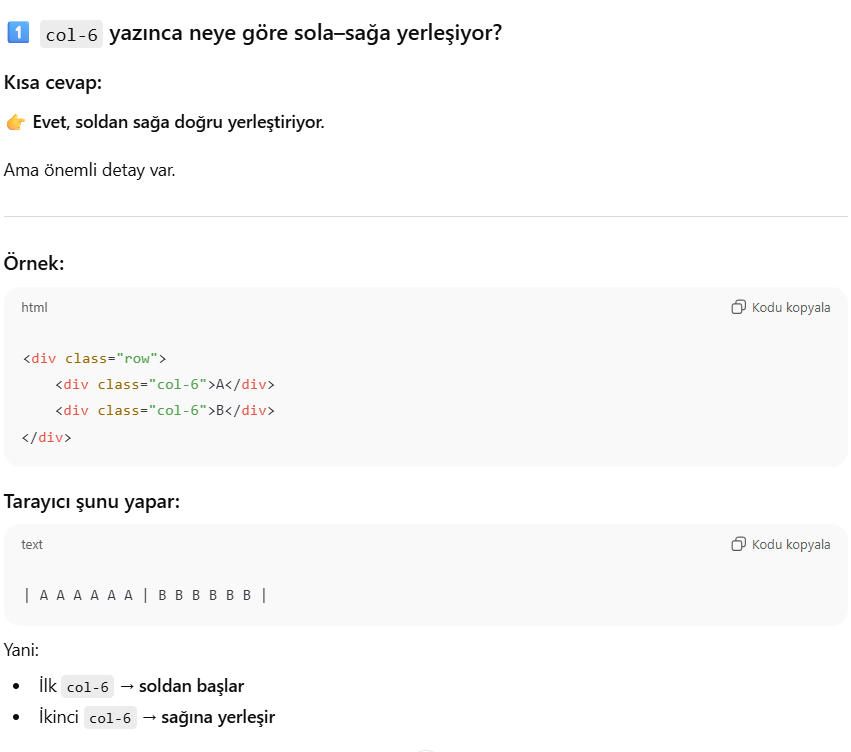 1 col-6 yazınca neye göre sola–sağa yerleşiyor?
Kısa cevap:
👉 Evet, soldan sağa doğru yerleştiriyor.
Ama önemli detay var.
Örnek:
html Kodu kopyala
<div class="row">
    <div class="col-6">A</div>
    <div class="col-6">B</div>
</div>
Tarayıcı şunu yapar:
text Kodu kopyala
| A A A A A A | B B B B B B |
Yani:
• İlk col-6 → soldan başlar
• İkinci col-6 → sağına yerleşir